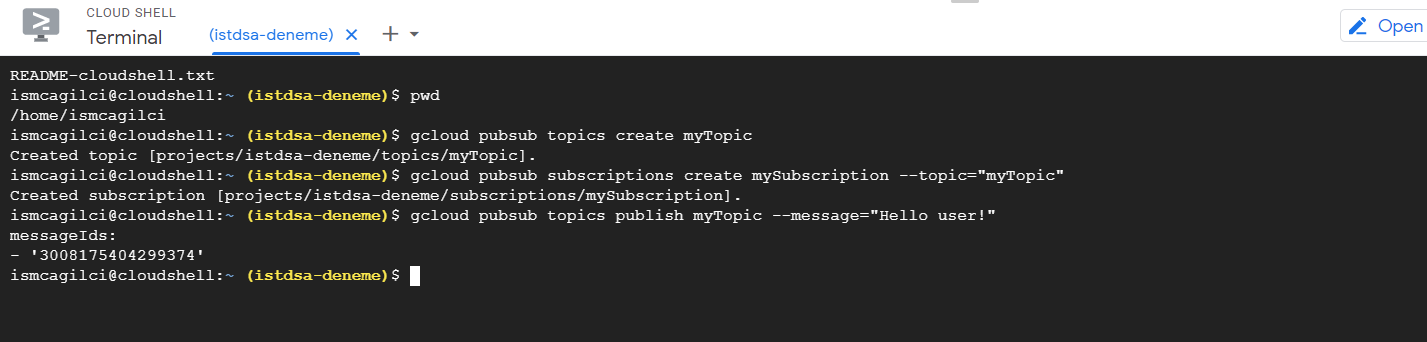 CLOUD SHELL
Terminal
(istdsa-deneme)
Open
README-cloudshell.txt
ismcagilci@cloudshell:~ (istdsa-deneme)$ pwd
/home/ismcagilci
ismcagilci@cloudshell:~ (istdsa-deneme)$ gcloud pubsub topics create myTopic
Created topic [projects/istdsa-deneme/topics/myTopic].
ismcagilci@cloudshell:~ (istdsa-deneme)$ gcloud pubsub subscriptions create mySubscription --topic="myTopic"
Created subscription [projects/istdsa-deneme/subscriptions/mySubscription].
ismcagilci@cloudshell:~ (istdsa-deneme)$ gcloud pubsub topics publish myTopic --message="Hello user!"
messageIds:
- '3008175404299374'
ismcagilci@cloudshell:~ (istdsa-deneme)$